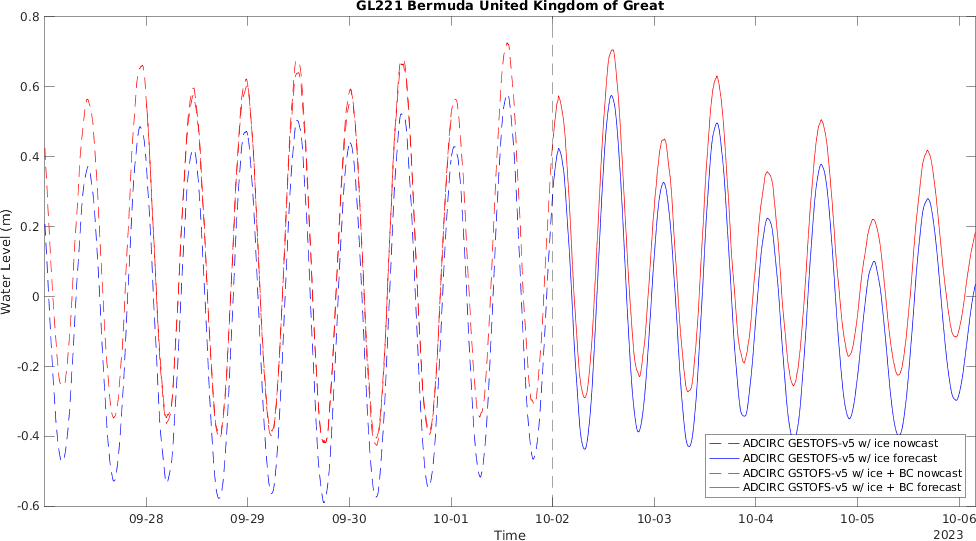 GL221 Bermuda United Kingdom of Great
0.8
0.6
0.4
0.2
0
-0.2
-0.4
-0.6
Water Level (m)
ADCIRC GESTOFS-v5 w/ ice nowcast
ADCIRC GESTOFS-v5 w/ ice forecast
ADCIRC GSTOFS-v5 w/ ice + BC nowcast
ADCIRC GSTOFS-v5 w/ ice + BC forecast
09-28 09-29 09-30 10-01 10-02 10-03 10-04 10-05 10-06
Time
2023